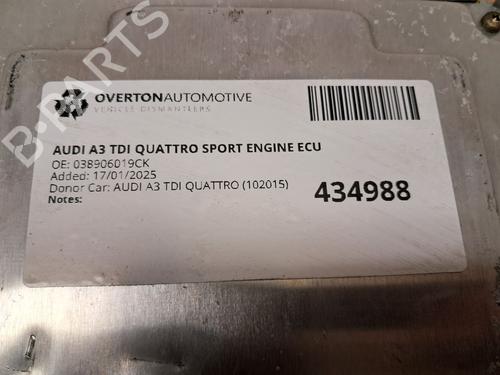 B-PARTS
OVERTONAUTOMOTIVE
VEHICLE DISMANTLERS
AUDI A3 TDI QUATTRO SPORT ENGINE ECU
OE: 038906019CK
Added: 17/01/2025
Donor Car: AUDI A3 TDI QUATTRO (102015)
Notes:
434988